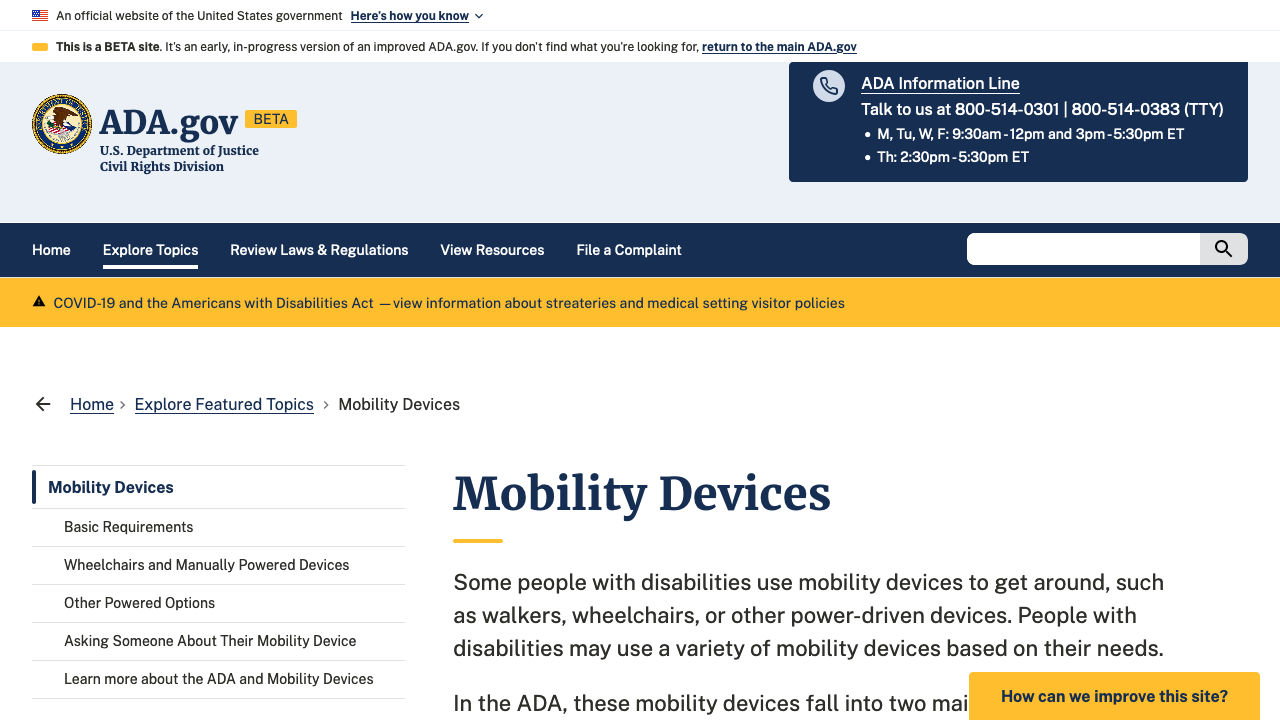 An official website of the United States government Here's how you know
This is a BETA site. It's an early, in-progress version of an improved ADA.gov. If you don't find what you're looking for, return to the main ADA.gov
ADA.gov BETA
U.S. Department of Justice
Civil Rights Division
ADA Information Line
Talk to us at 800-514-0301 | 800-514-0383 (TTY)
• M, Tu, W, F: 9:30am - 12pm and 3pm - 5:30pm ET
• Th: 2:30pm - 5:30pm ET
Home Explore Topics Review Laws & Regulations View Resources File a Complaint
COVID-19 and the Americans with Disabilities Act —view information about streateries and medical setting visitor policies
Home > Explore Featured Topics > Mobility Devices
Mobility Devices
Basic Requirements
Wheelchairs and Manually Powered Devices
Other Powered Options
Asking Someone About Their Mobility Device
Learn more about the ADA and Mobility Devices
Mobility Devices
Some people with disabilities use mobility devices to get around, such
as walkers, wheelchairs, or other power-driven devices. People with
disabilities may use a variety of mobility devices based on their needs.
In the ADA, these mobility devices fall into two mai
How can we improve this site?